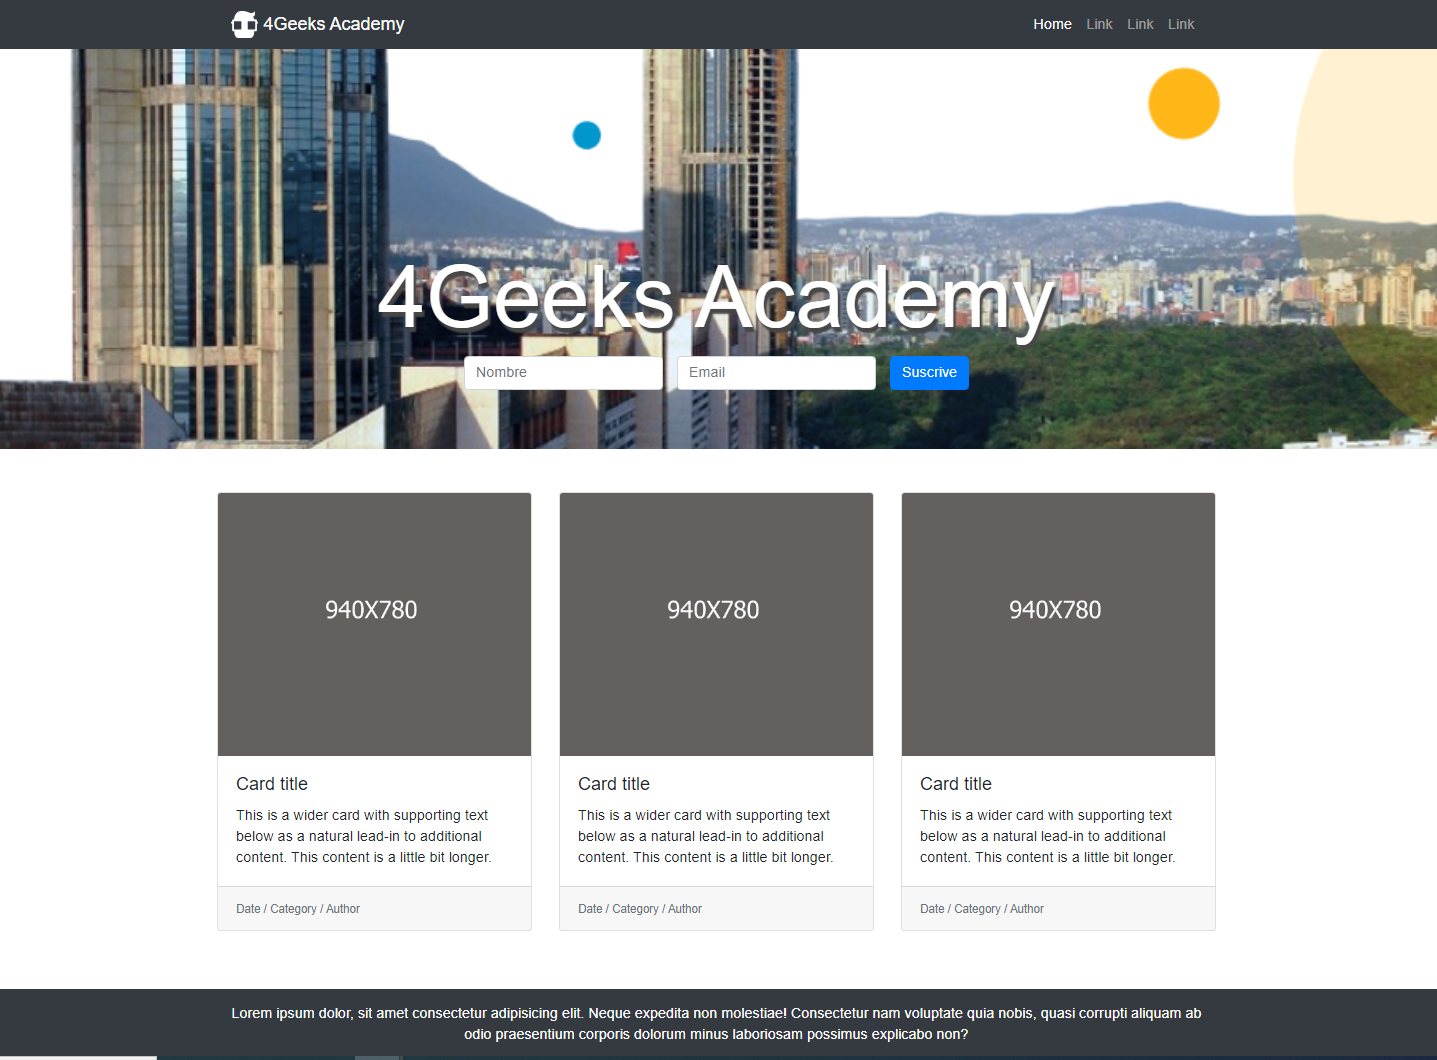 4Geeks Academy
Home Link Link Link
4Geeks Academy
Nombre Email Suscrive
940X780 940X780 940X780
Card title
This is a wider card with supporting text
below as a natural lead-in to additional
content. This content is a little bit longer.
Date / Category / Author
Card title
This is a wider card with supporting text
below as a natural lead-in to additional
content. This content is a little bit longer.
Date / Category / Author
Card title
This is a wider card with supporting text
below as a natural lead-in to additional
content. This content is a little bit longer.
Date / Category / Author
Lorem ipsum dolor, sit amet consectetur adipisicing elit. Neque expedita non molestiae! Consectetur nam voluptate quia nobis, quasi corrupti aliquam ab
odio praesentium corporis dolorum minus laboriosam possimus explicabo non?